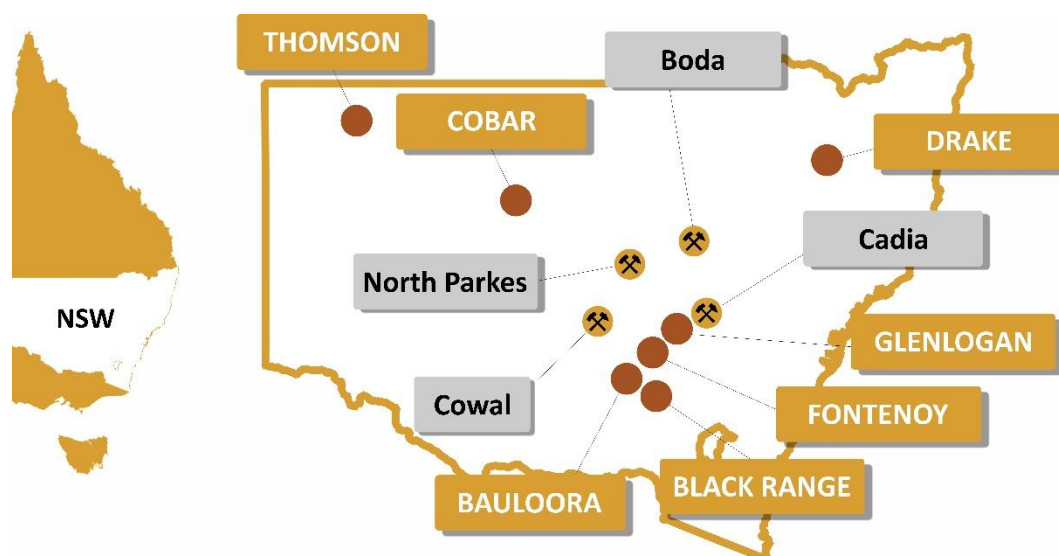 THOMSON
Boda
COBAR
DRAKE
Cadia
North Parkes
NSW
GLENLOGAN
Cowal
FONTENOY
BLACK RANGE
BAULOORA